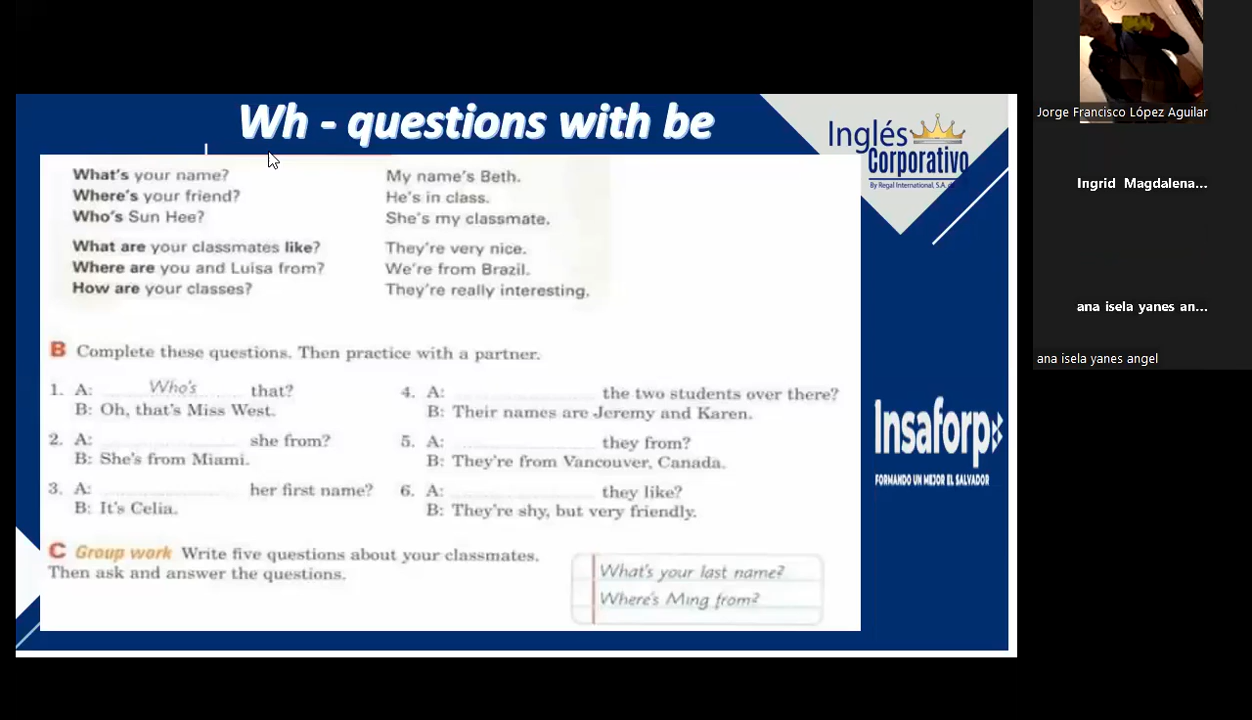 Wh - questions with be
Inglés
Corporativo
By Regal International, S.A.
What's your name? My name's Beth.
Where's your friend? He's in class.
Who's Sun Hee? She's my classmate.
What are your classmates like? They're very nice.
Where are you and Luisa from? We're from Brazil.
How are your classes? They're really interesting.
B Complete these questions. Then practice with a partner.
1. A: Who's that?
B: Oh, that's Miss West.
2. A: she from?
B: She's from Miami.
3. A: her first name?
B: It's Celia.
4. A: the two students over there?
B: Their names are Jeremy and Karen.
5. A: they from?
B: They're from Vancouver, Canada.
6. A: they like?
B: They're shy, but very friendly.
C Group work Write five questions about your classmates.
Then ask and answer the questions.
What's your last name?
Where's Ming from?
Insaforp
FORMANDO UN MEJOR EL SALVADOR
Jorge Francisco López Aguilar
Ingrid Magdalena...
ana isela yanes an...
ana isela yanes angel